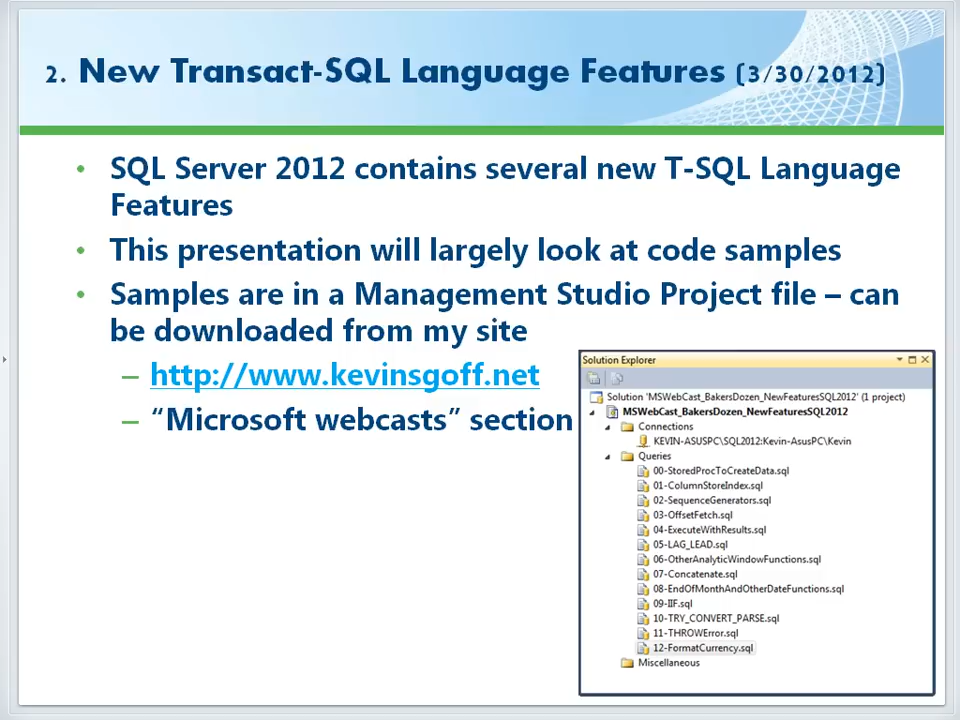 2. New Transact-SQL Language Features (3/30/2012)
• SQL Server 2012 contains several new T-SQL Language
Features
• This presentation will largely look at code samples
• Samples are in a Management Studio Project file – can
be downloaded from my site
– http://www.kevinsgoff.net
– “Microsoft webcasts” section
Solution Explorer
Solution 'MSWebCast_BakersDozen_NewFeaturesSQL2012' (1 project)
MSWebCast_BakersDozen_NewFeaturesSQL2012
Connections
KEVIN-ASUSPC\SQL2012:Kevin-AsusPC\Kevin
Queries
00-StoredProcToCreateData.sql
01-ColumnStoreIndex.sql
02-SequenceGenerators.sql
03-OffsetFetch.sql
04-ExecuteWithResults.sql
05-LAG_LEAD.sql
06-OtherAnalyticWindowFunctions.sql
07-Concatenate.sql
08-EndOfMonthAndOtherDateFunctions.sql
09-IIF.sql
10-TRY_CONVERT_PARSE.sql
11-THROWError.sql
12-FormatCurrency.sql
Miscellaneous